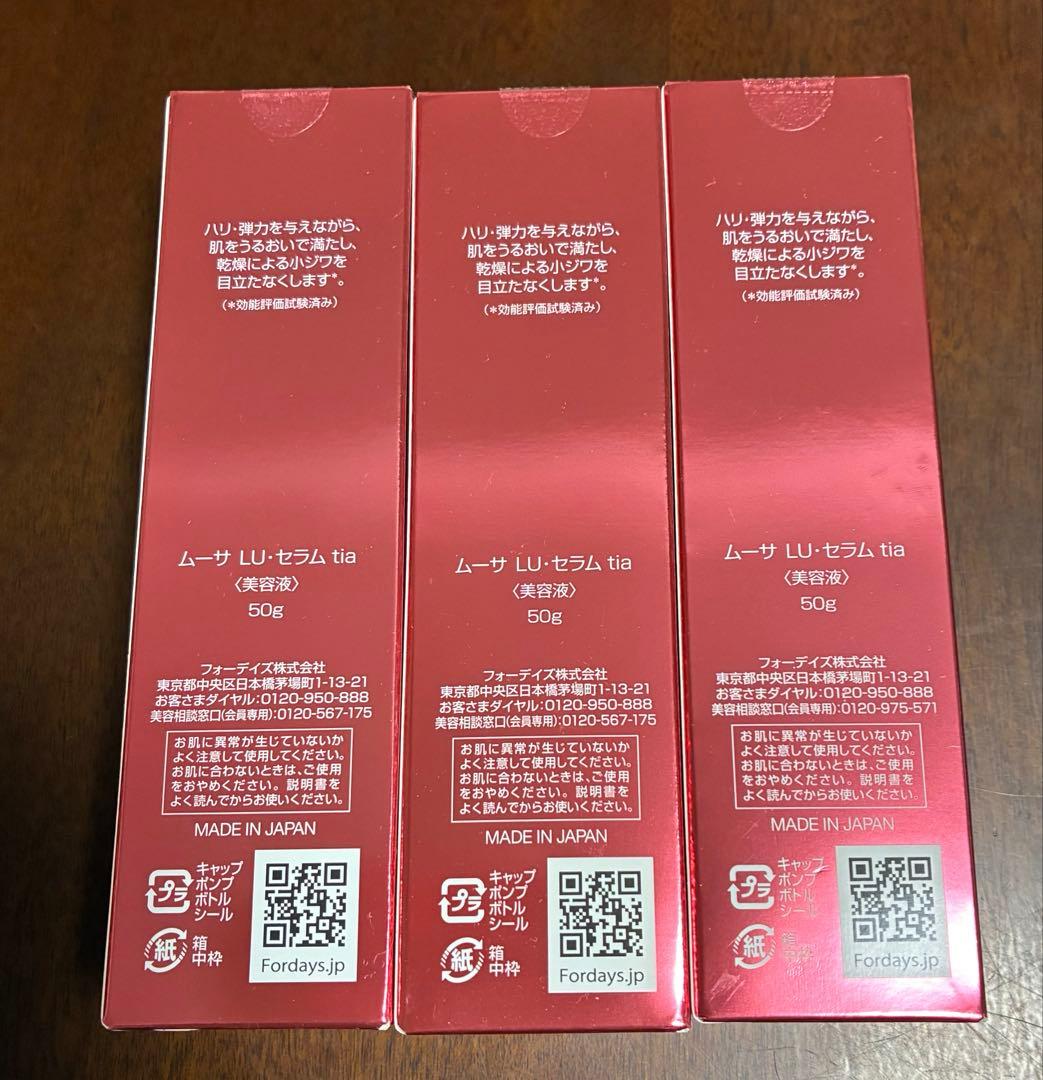 ハリ・弾力を与えながら、
肌をうるおいで満たし、
乾燥による小ジワを
目立たなくします*。
(*効能評価試験済み)
ムーサ LU・セラム tia
〈美容液〉
50g
フォーデイズ株式会社
東京都中央区日本橋茅場町1-13-21
お客さまダイヤル:0120-950-888
美容相談窓口(会員専用):0120-567-175
お肌に異常が生じていないか
よく注意して使用してください。
お肌に合わないときは、ご使用
をおやめください。説明書を
よく読んでからお使いください。
MADE IN JAPAN
プラ
キャップ
ポンプ
ボトル
シール
紙
箱
中枠
Fordays.jp
ハリ・弾力を与えながら、
肌をうるおいで満たし、
乾燥による小ジワを
目立たなくします*。
(*効能評価試験済み)
ムーサ LU・セラム tia
〈美容液〉
50g
フォーデイズ株式会社
東京都中央区日本橋茅場町1-13-21
お客さまダイヤル:0120-950-888
美容相談窓口(会員専用):0120-567-175
お肌に異常が生じていないか
よく注意して使用してください。
お肌に合わないときは、ご使用
をおやめください。説明書を
よく読んでからお使いください。
MADE IN JAPAN
プラ
キャップ
ポンプ
ボトル
シール
紙
箱
中枠
Fordays.jp
ハリ・弾力を与えながら、
肌をうるおいで満たし、
乾燥による小ジワを
目立たなくします*。
(*効能評価試験済み)
ムーサ LU・セラム tia
〈美容液〉
50g
フォーデイズ株式会社
東京都中央区日本橋茅場町1-13-21
お客さまダイヤル:0120-950-888
美容相談窓口(会員専用):0120-975-571
お肌に異常が生じていないか
よく注意して使用してください。
お肌に合わないときは、ご使用
をおやめください。説明書を
よく読んでからお使いください。
MADE IN JAPAN
プラ
キャップ
ポンプ
ボトル
シール
紙
箱
中枠
Fordays.jp